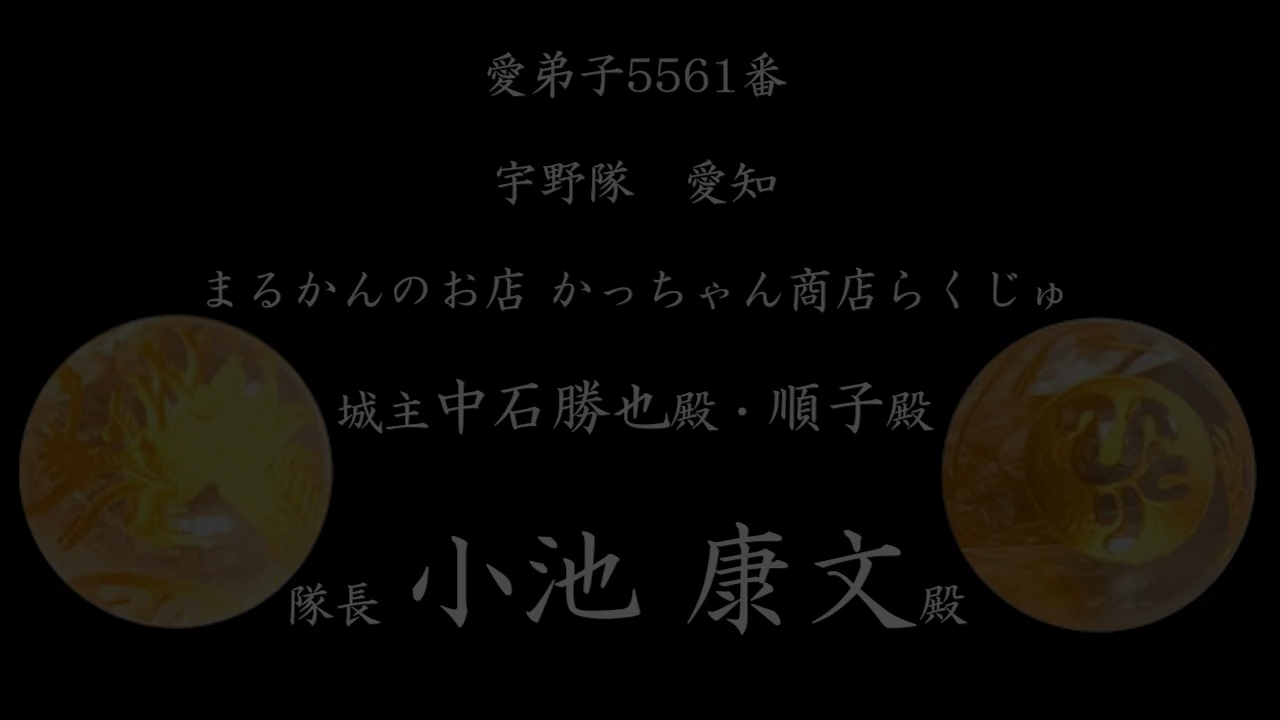 愛弟子5561番
宇野隊　愛知
まるかんのお店 かっちゃん商店らくじゅ
城主中石勝也殿・順子殿
隊長 小池 康文殿